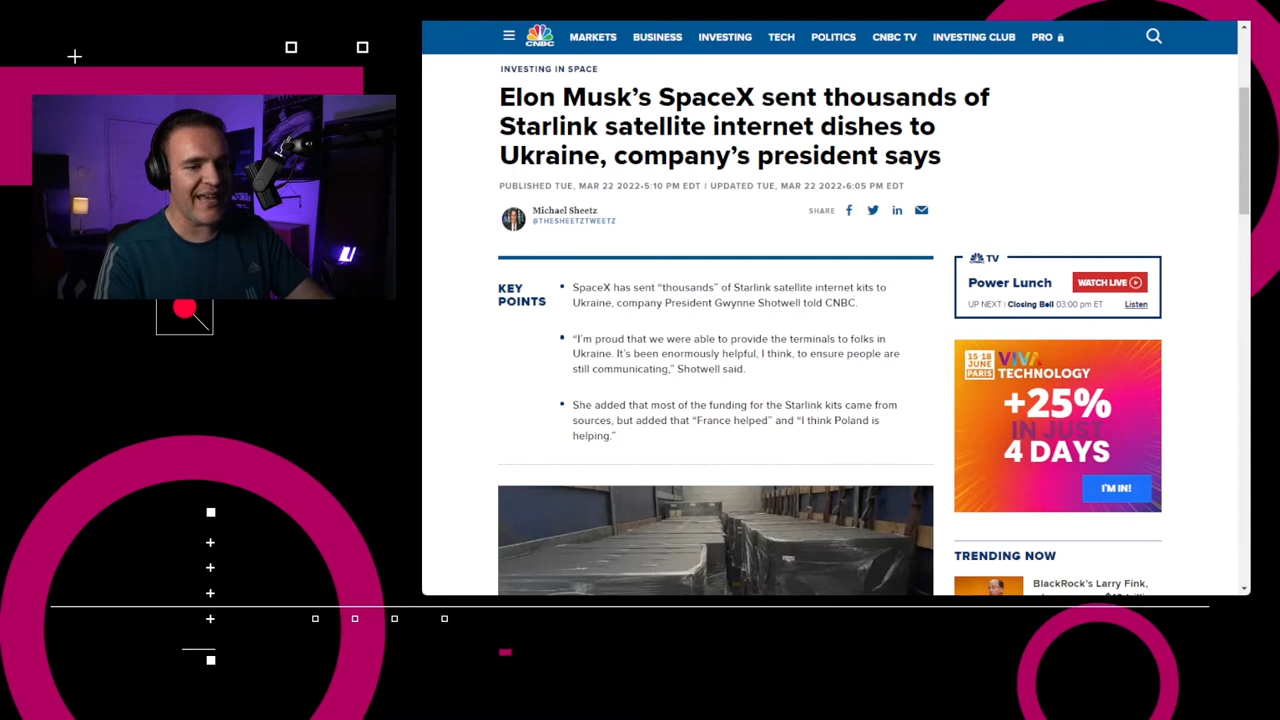 CNBC
MARKETS BUSINESS INVESTING TECH POLITICS CNBC TV INVESTING CLUB PRO
INVESTING IN SPACE
Elon Musk’s SpaceX sent thousands of
Starlink satellite internet dishes to
Ukraine, company’s president says
PUBLISHED TUE, MAR 22 2022•5:10 PM EDT | UPDATED TUE, MAR 22 2022•6:05 PM EDT
Michael Sheetz
@THESHEETZTWEETZ
SHARE
KEY
POINTS
• SpaceX has sent “thousands” of Starlink satellite internet kits to
Ukraine, company President Gwynne Shotwell told CNBC.
• “I’m proud that we were able to provide the terminals to folks in
Ukraine. It’s been enormously helpful, I think, to ensure people are
still communicating,” Shotwell said.
• She added that most of the funding for the Starlink kits came from
sources, but added that “France helped” and “I think Poland is
helping.”
CNBC TV
Power Lunch
WATCH LIVE
UP NEXT | Closing Bell 03:00 pm ET
Listen
15-18
JUNE
PARIS
VIVA
TECHNOLOGY
+25%
IN JUST
4 DAYS
I’M IN!
TRENDING NOW
BlackRock’s Larry Fink,